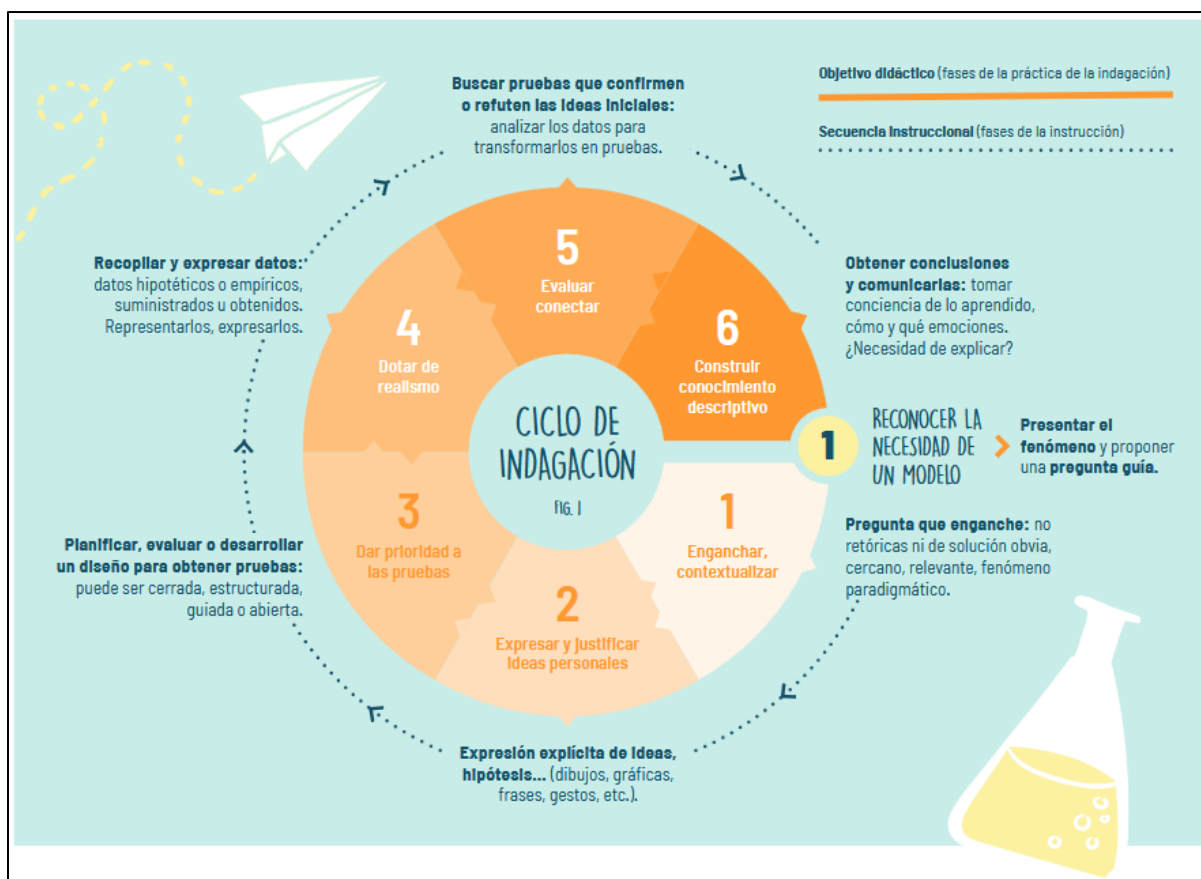 Objetivo didáctico (fases de la práctica de la indagación)
Secuencia instruccional (fases de la instrucción)
Buscar pruebas que confirmen
o refuten las ideas iniciales:
analizar los datos para
transformarlos en pruebas.
Recopilar y expresar datos:
datos hipotéticos o empíricos,
suministrados u obtenidos.
Representarlos, expresarlos.
Obtener conclusiones
y comunicarlas: tomar
conciencia de lo aprendido,
cómo y qué emociones.
¿Necesidad de explicar?
5
Evaluar
conectar
4
Dotar de
realismo
6
Construir
conocimiento
descriptivo
CICLO DE
INDAGACIÓN
FIG. 1
1
RECONOCER LA
NECESIDAD DE
UN MODELO
Presentar el
fenómeno y proponer
una pregunta guía.
3
Dar prioridad a
las pruebas
1
Enganchar,
contextualizar
2
Expresar y justificar
ideas personales
Pregunta que enganche: no
retóricas ni de solución obvia,
cercano, relevante, fenómeno
paradigmático.
Planificar, evaluar o desarrollar
un diseño para obtener pruebas:
puede ser cerrada, estructurada,
guiada o abierta.
Expresión explícita de ideas,
hipótesis... (dibujos, gráficas,
frases, gestos, etc.).